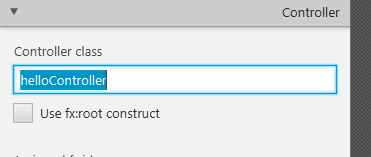 Controller
Controller class
helloController
Use fx:root construct